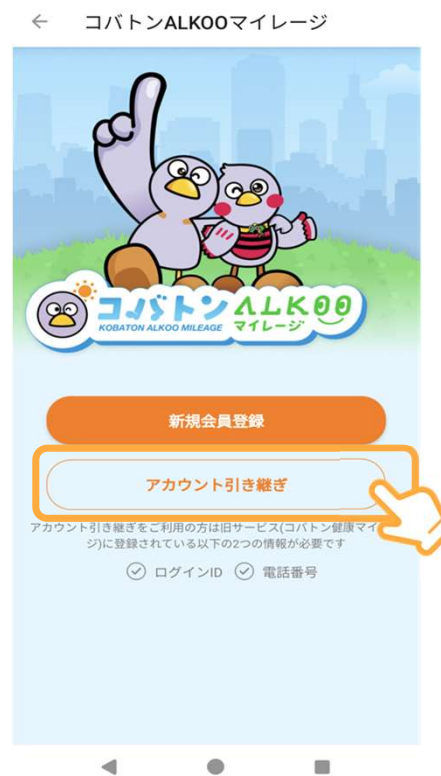 コバトンALKOOマイレージ
コバトン ALKOO
KOBATON ALKOO MILEAGE マイレージ
新規会員登録
アカウント引き継ぎ
アカウント引き継ぎをご利用の方は旧サービス(コバトン健康マイ
ジ)に登録されている以下の2つの情報が必要です
ログインID 電話番号